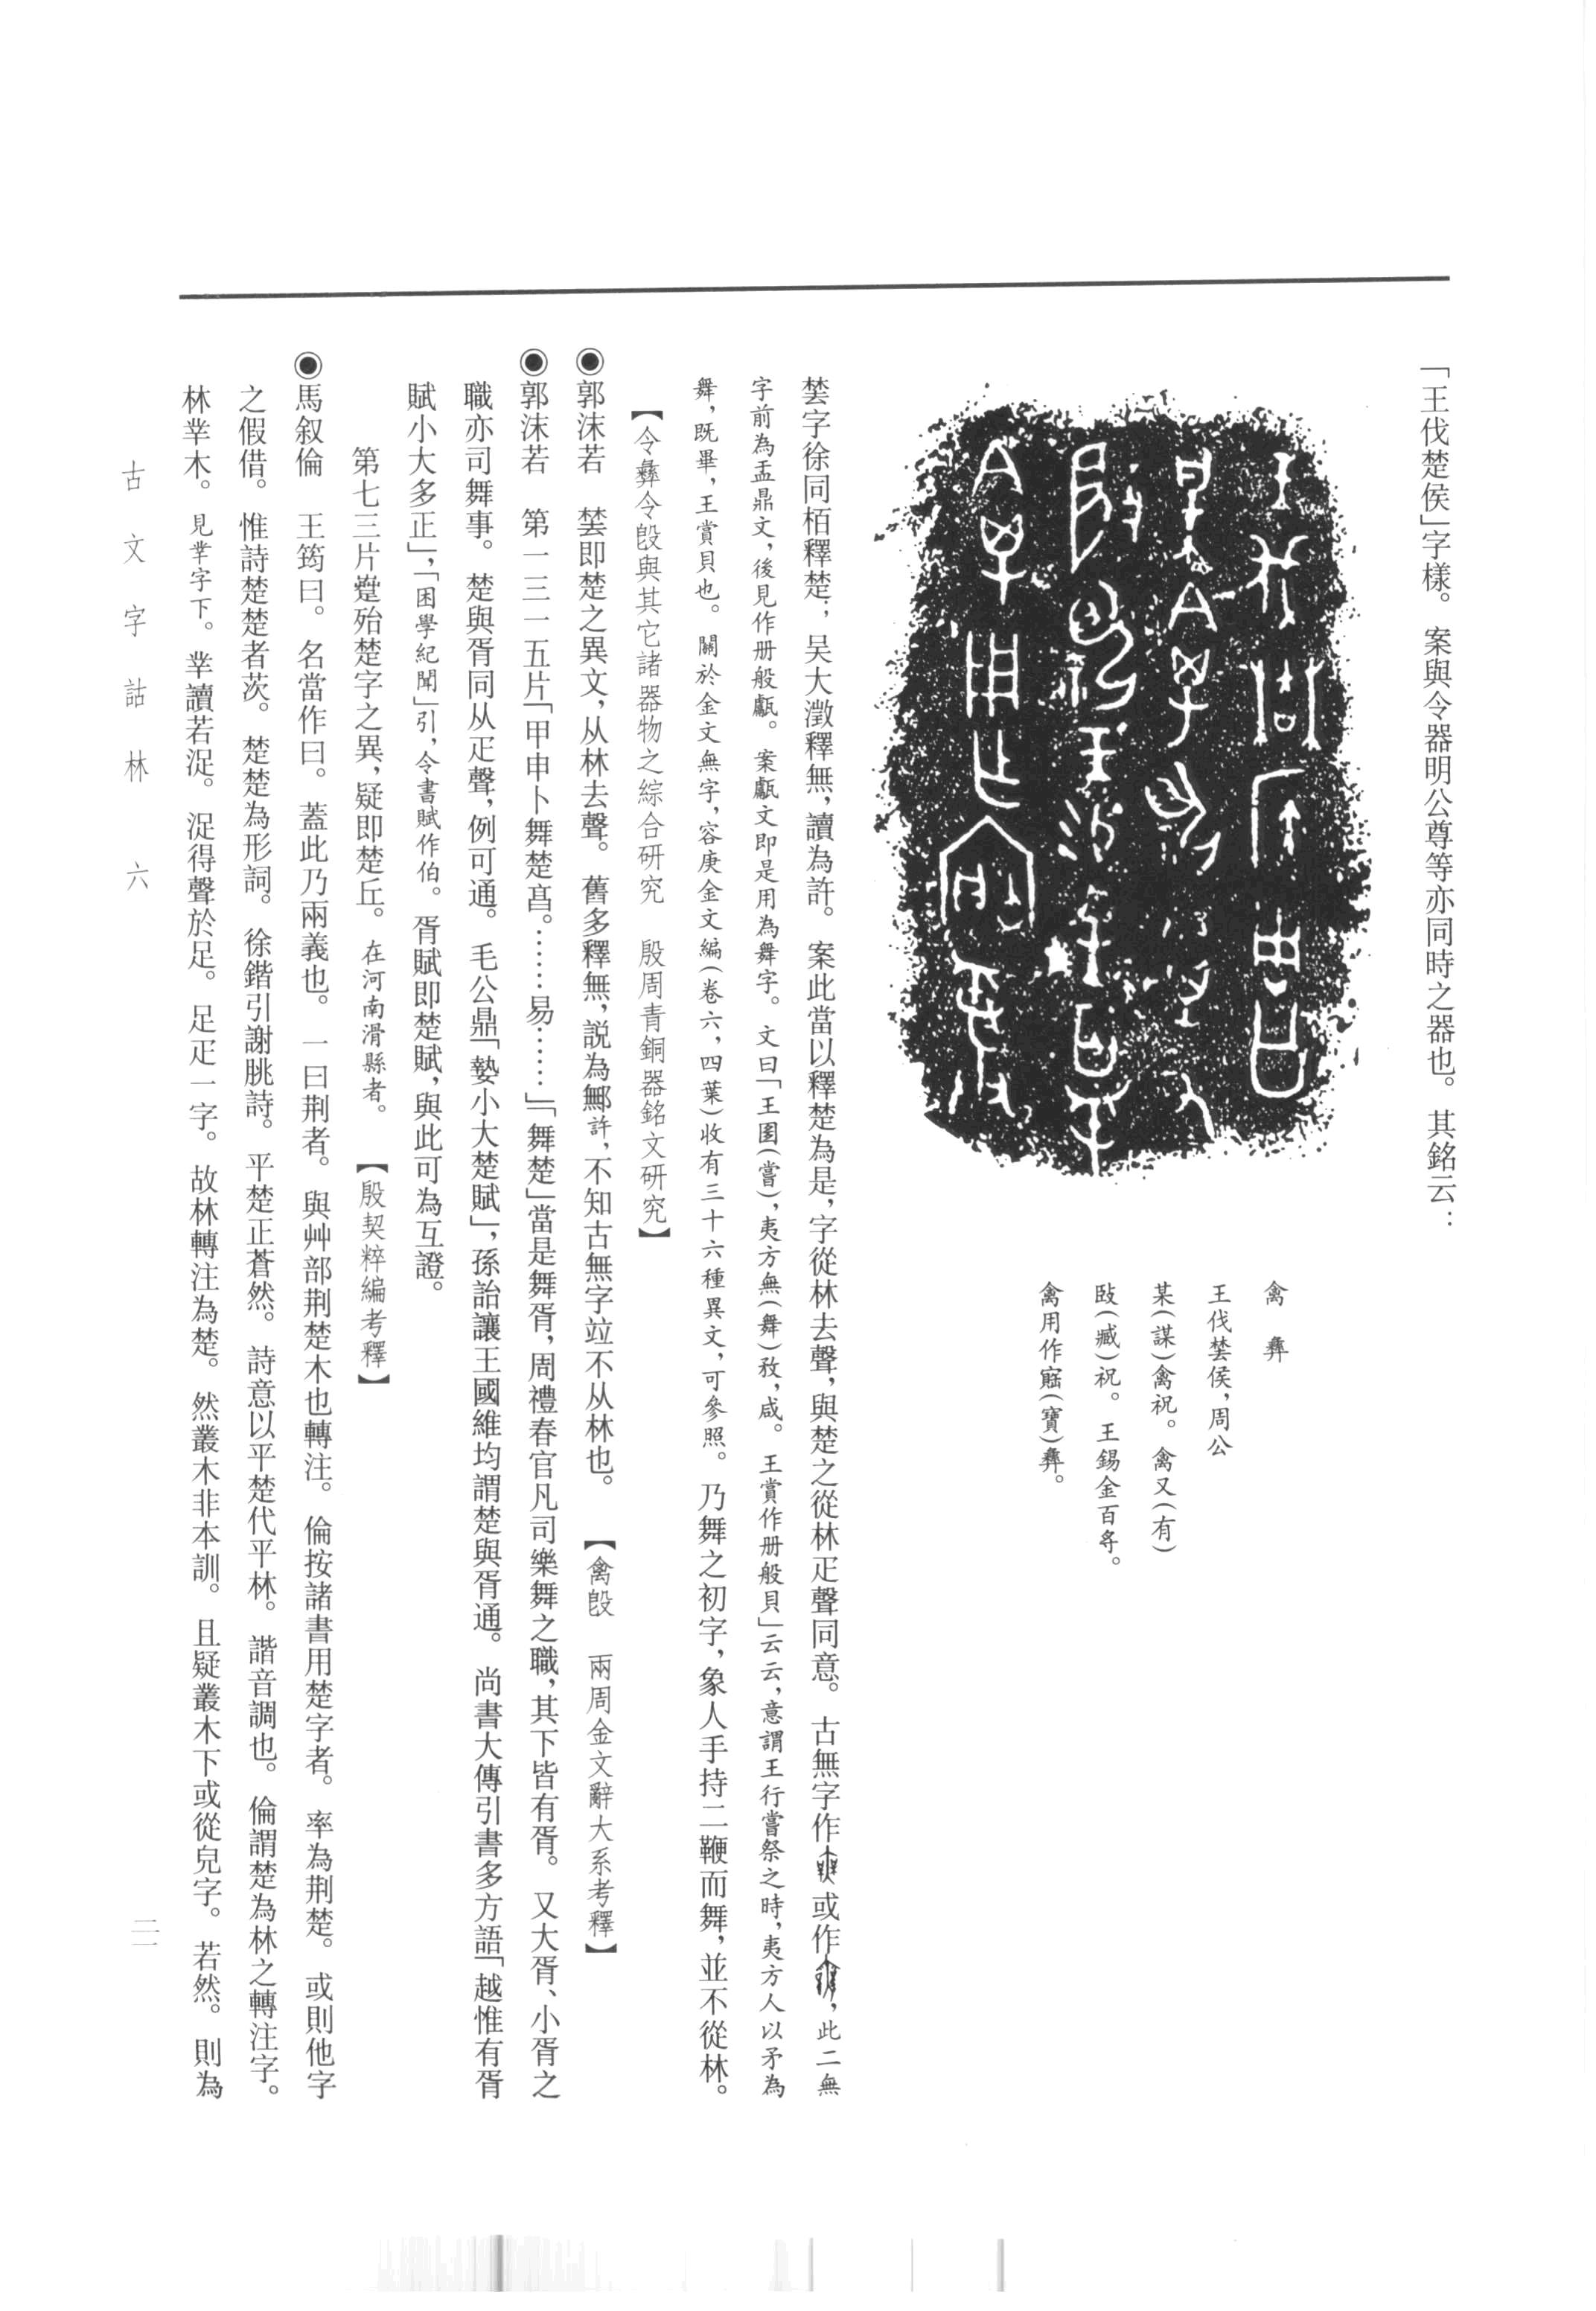 「王伐楚侯」字樣。案與令器明公尊等亦同時之器也。其銘云：
禽彝
王伐㯫侯，周公
某（謀）禽祝。禽又（有）
㪤（臧）祝。王錫金百寽。
禽用作（寶）彝。
㯫字徐同栢釋楚；吳大澂釋無，讀為許。案此當以釋楚為是，字從林去聲，與楚之從林疋聲同意。古無字作或作，此二無
字前為盂鼎文，後見作册般甗。案甗文即是用為舞字。文曰「王圉（嘗），夷方無（舞）敄，咸。王賞作册般貝」云云，意謂王行嘗祭之時，夷方人以矛為
舞，既畢，王賞貝也。關於金文無字，容庚金文編（卷六，四葉）收有三十六種異文，可參照。乃舞之初字，象人手持二鞭而舞，並不從林。
【令彝令𣪘與其它諸器物之綜合研究　殷周青銅器銘文研究】
◉郭沫若　㯫即楚之異文，从林去聲。舊多釋無，説為鄦許，不知古無字竝不从林也。【禽𣪘　兩周金文辭大系考釋】
◉郭沫若　第一三一五片「甲申卜舞楚亯。……易……」「舞楚」當是舞胥，周禮春官凡司樂舞之職，其下皆有胥。又大胥、小胥之
職亦司舞事。楚與胥同从疋聲，例可通。毛公鼎「埶小大楚賦」，孫詒讓王國維均謂楚與胥通。尚書大傳引書多方語「越惟有胥
賦小大多正」，「困學紀聞」引，今書賦作伯。胥賦即楚賦，與此可為互證。
第七三片殆楚字之異，疑即楚丘。在河南滑縣者。【殷契粹編考釋】
◉馬叙倫　王筠曰。名當作曰。蓋此乃兩義也。一曰荆者。與艸部荆楚木也轉注。倫按諸書用楚字者。率為荆楚。或則他字
之假借。惟詩楚楚者茨。楚楚為形詞。徐鍇引謝朓詩。平楚正蒼然。詩意以平楚代平林。諧音調也。倫謂楚為林之轉注字。
林丵木。見丵字下。丵讀若浞。浞得聲於足。足疋一字。故林轉注為楚。然叢木非本訓。且疑叢木下或從皃字。若然。則為
古文字詁林　六
二一